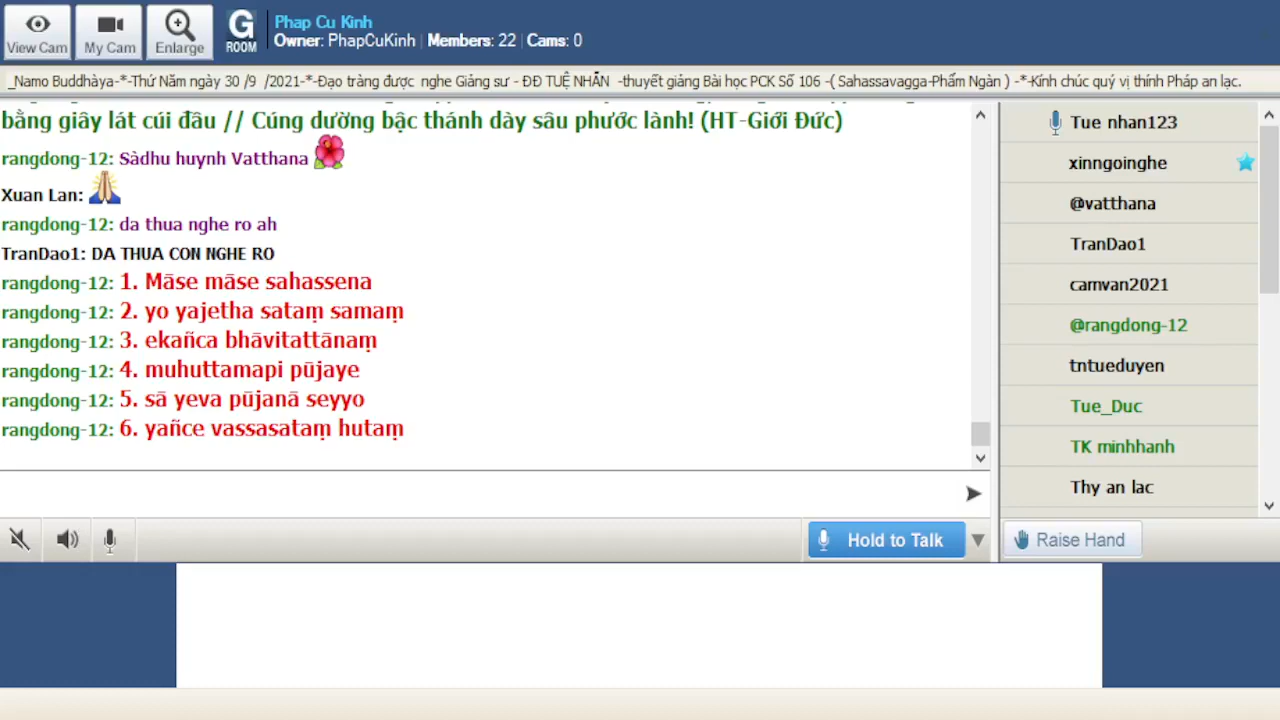 View Cam
My Cam
Enlarge
G ROOM
Phap Cu Kinh
Owner: PhapCuKinh | Members: 22 | Cams: 0
_Namo Buddhàya-*-Thứ Năm ngày 30 /9 /2021-*-Đạo tràng được nghe Giảng sư - ĐĐ TUỆ NHẪN -thuyết giảng Bài học PCK Số 106 -( Sahassavagga-Phẩm Ngàn ) -*-Kính chúc quý vị thính Pháp an lạc.
bằng giây lát cúi đầu // Cúng dường bậc thánh dày sâu phước lành! (HT-Giới Đức)
rangdong-12: Sàdhu huynh Vatthana
Xuan Lan:
rangdong-12: da thua nghe ro ah
TranDao1: DA THUA CON NGHE RO
rangdong-12: 1. Māse māse sahassena
rangdong-12: 2. yo yajetha sataṃ samaṃ
rangdong-12: 3. ekañca bhāvitattānaṃ
rangdong-12: 4. muhuttamapi pūjaye
rangdong-12: 5. sā yeva pūjanā seyyo
rangdong-12: 6. yañce vassasataṃ hutaṃ
Tue nhan123
xinngoinghe
@vatthana
TranDao1
camvan2021
@rangdong-12
tntueduyen
Tue_Duc
TK minhhanh
Thy an lac
Hold to Talk
Raise Hand